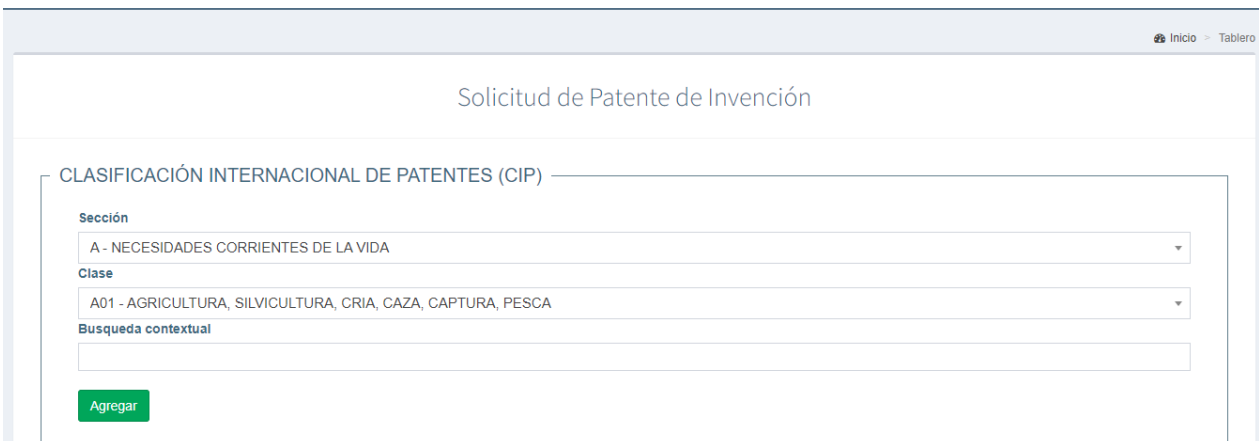 Inicio > Tablero
Solicitud de Patente de Invención
CLASIFICACIÓN INTERNACIONAL DE PATENTES (CIP)
Sección
A - NECESIDADES CORRIENTES DE LA VIDA
Clase
A01 - AGRICULTURA, SILVICULTURA, CRIA, CAZA, CAPTURA, PESCA
Busqueda contextual
Agregar